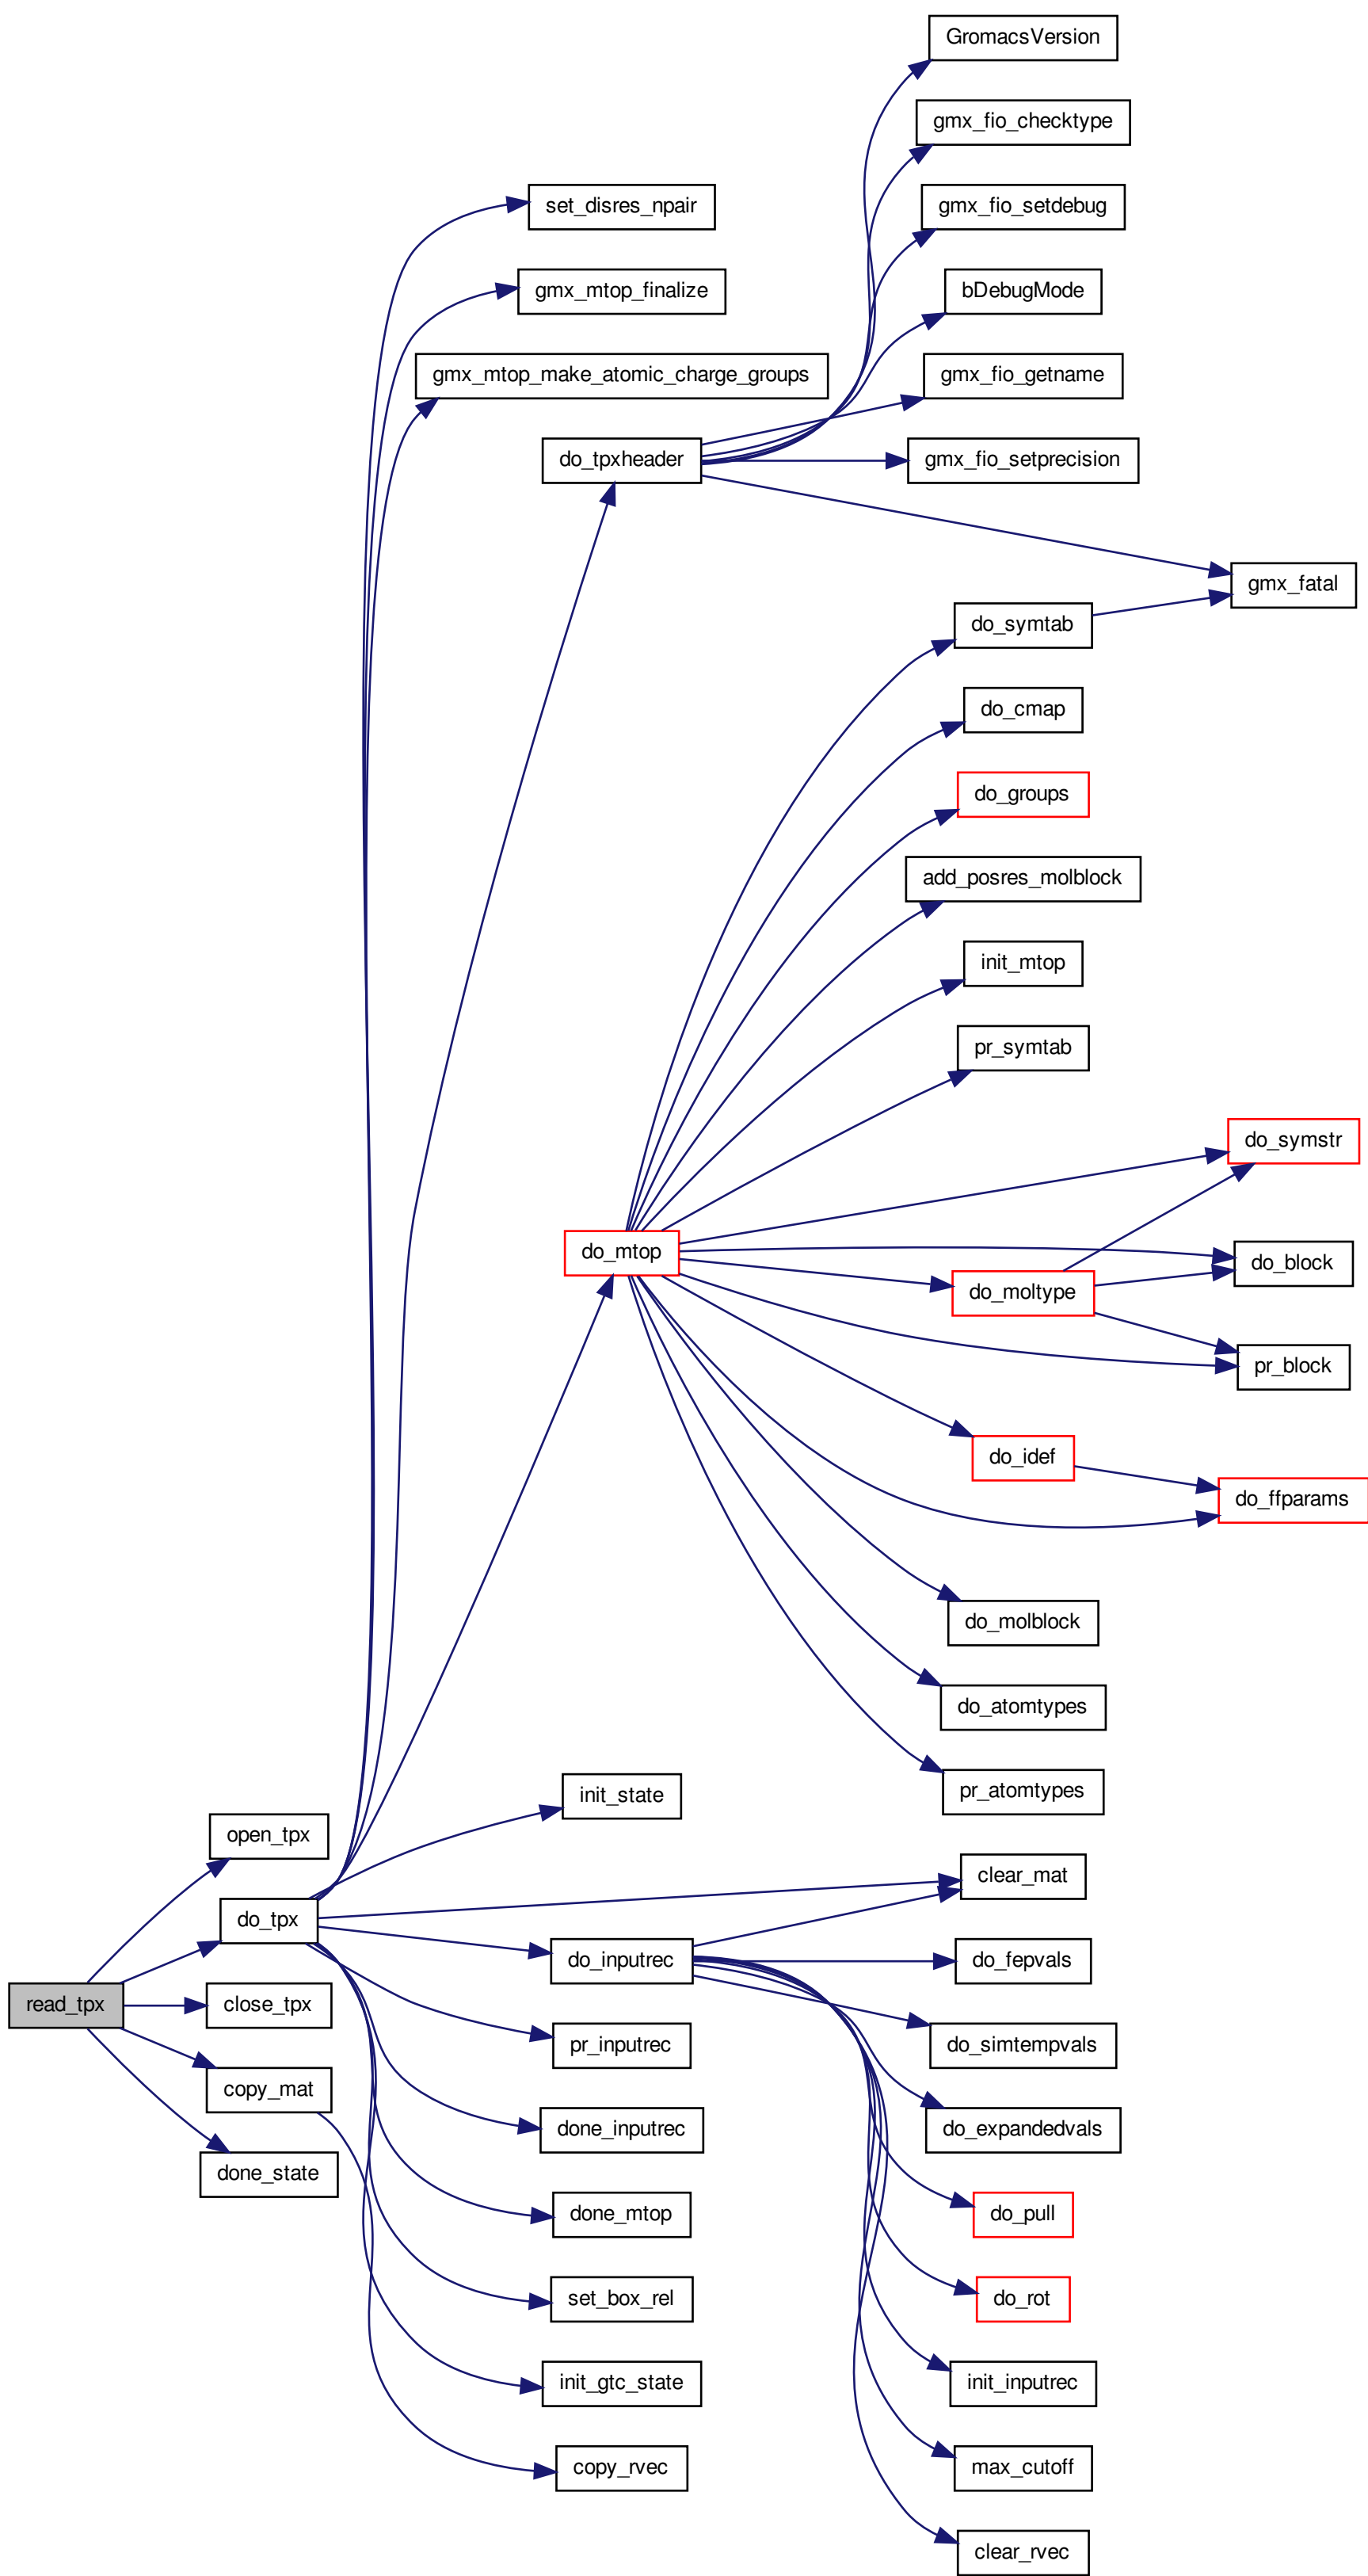 GromacsVersion
gmx_fio_checktype
set_disres_npair
gmx_fio_setdebug
gmx_mtop_finalize
bDebugMode
gmx_mtop_make_atomic_charge_groups
gmx_fio_getname
do_tpxheader
gmx_fio_setprecision
gmx_fatal
do_symtab
do_cmap
do_groups
add_posres_molblock
init_mtop
pr_symtab
do_symstr
do_mtop
do_block
do_moltype
pr_block
do_idef
do_ffparams
do_molblock
do_atomtypes
pr_atomtypes
init_state
open_tpx
clear_mat
do_tpx
do_inputrec
do_fepvals
read_tpx
close_tpx
pr_inputrec
do_simtempvals
copy_mat
done_inputrec
do_expandedvals
done_state
done_mtop
do_pull
set_box_rel
do_rot
init_gtc_state
init_inputrec
copy_rvec
max_cutoff
clear_rvec